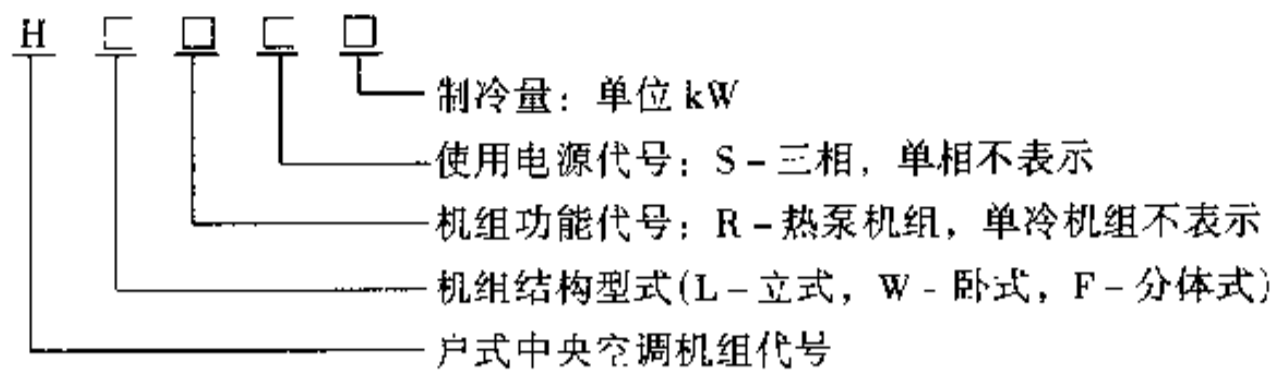 H □ □ □ □
制冷量：单位 kW
使用电源代号：S－三相，单相不表示
机组功能代号：R－热泵机组，单冷机组不表示
机组结构型式(L－立式，W－卧式，F－分体式)
户式中央空调机组代号